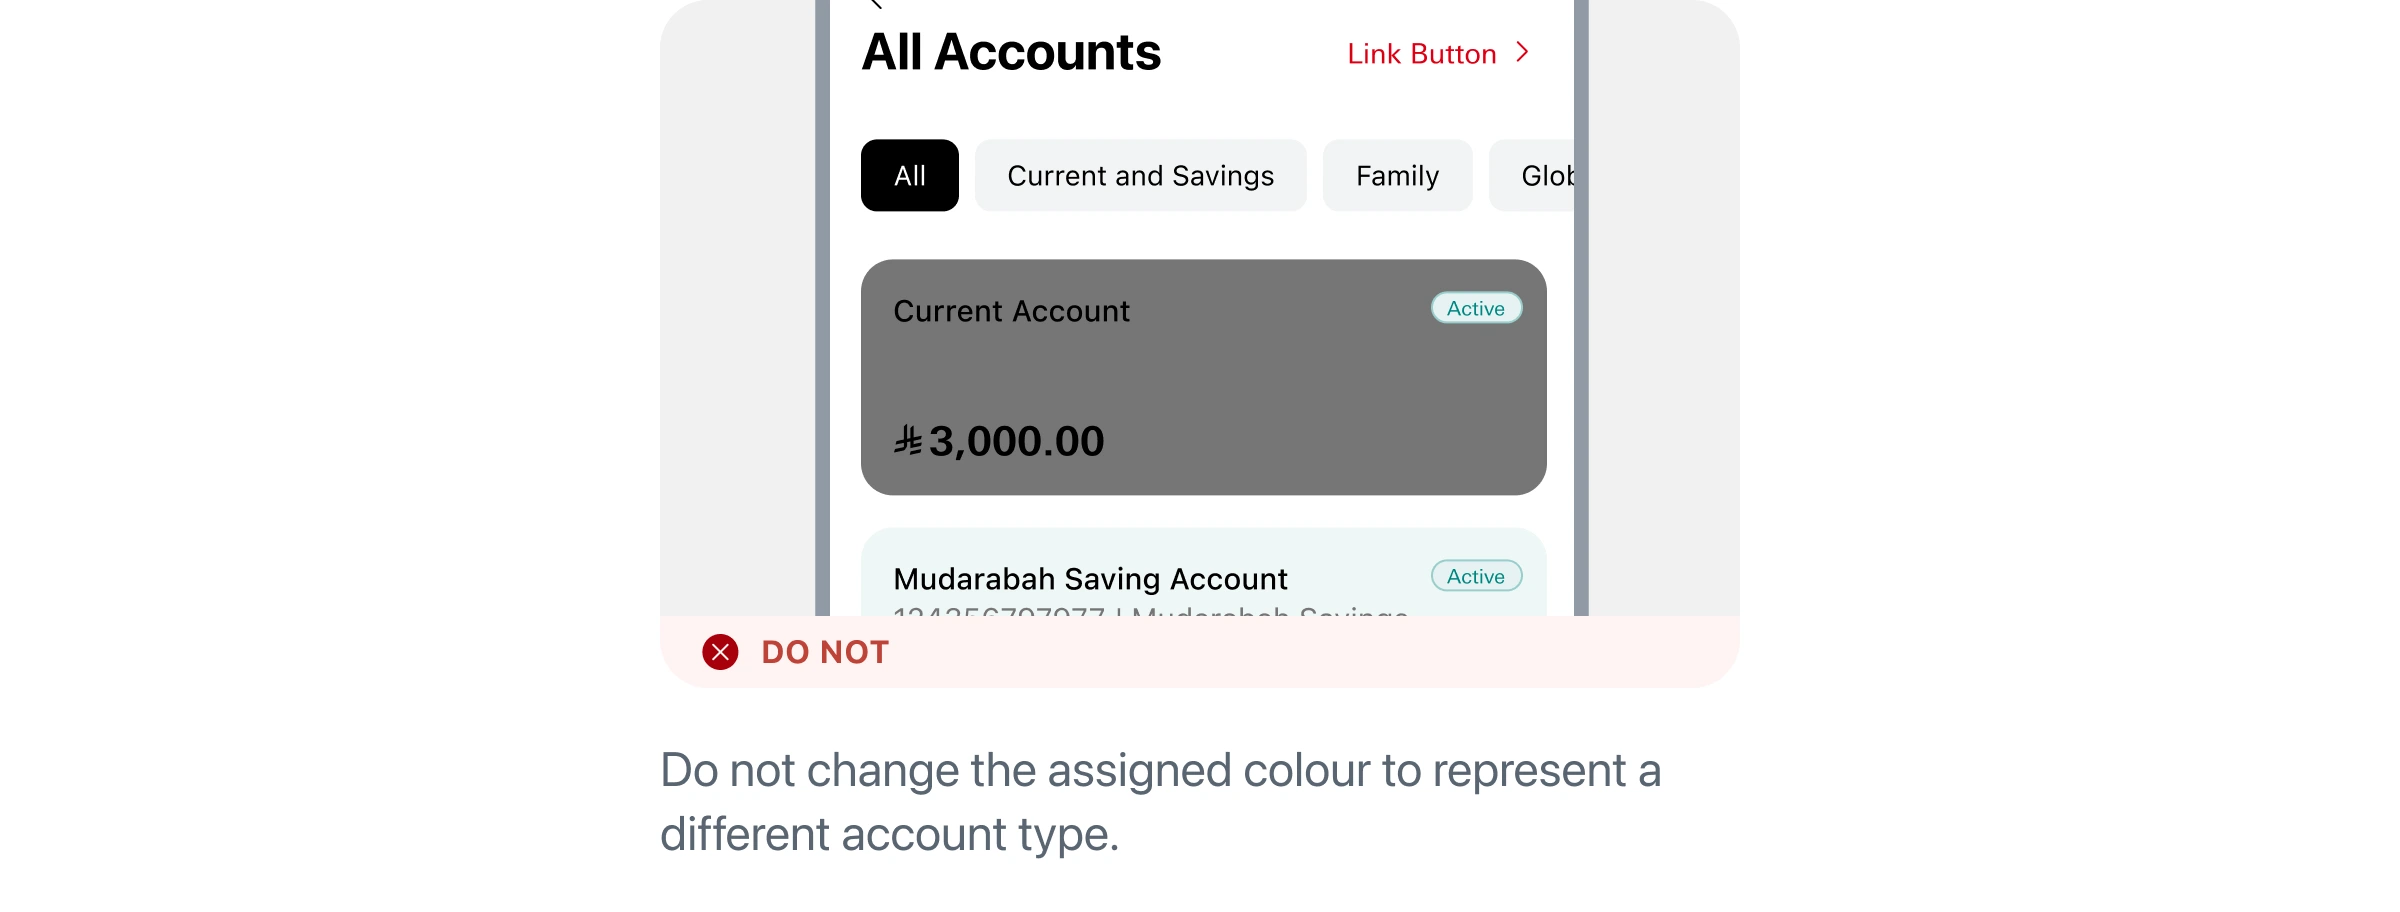 All Accounts
Link Button
All
Current and Savings
Family
Glob
Current Account
Active
⃁ 3,000.00
Mudarabah Saving Account
Active
DO NOT
Do not change the assigned colour to represent a
different account type.